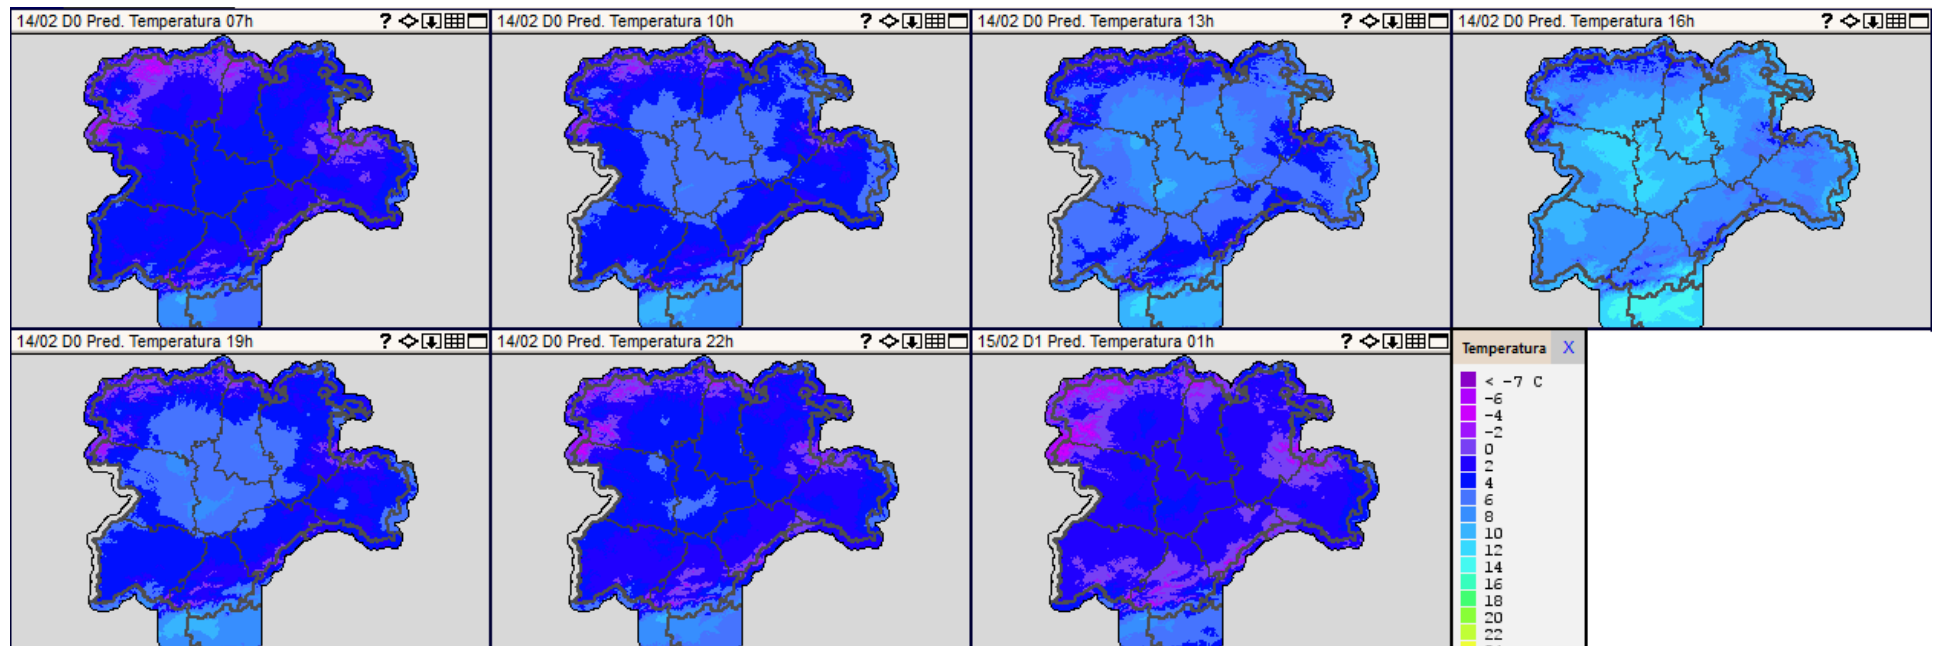 14/02 D0 Pred. Temperatura 07h ?
14/02 D0 Pred. Temperatura 10h ?
14/02 D0 Pred. Temperatura 13h ?
14/02 D0 Pred. Temperatura 16h ?
14/02 D0 Pred. Temperatura 19h ?
14/02 D0 Pred. Temperatura 22h ?
15/02 D1 Pred. Temperatura 01h ?
Temperatura X
< -7 C
-6
-4
-2
0
2
4
6
8
10
12
14
16
18
20
22